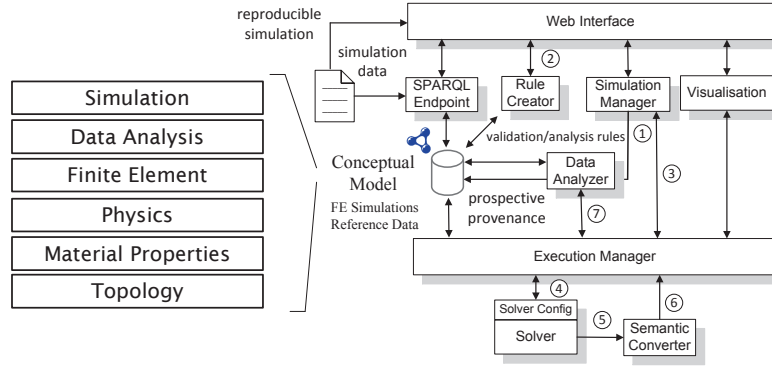 reproducible
simulation
Web Interface
simulation
data
②
SPARQL
Endpoint
Rule
Creator
Simulation
Manager
Visualisation
Simulation
Data Analysis
Finite Element
Physics
Material Properties
Topology
①
validation/analysis rules
Conceptual
Model
FE Simulations
Reference Data
Data
Analyzer
③
prospective
provenance
⑦
Execution Manager
④
Solver Config
Solver
⑤
⑥
Semantic
Converter